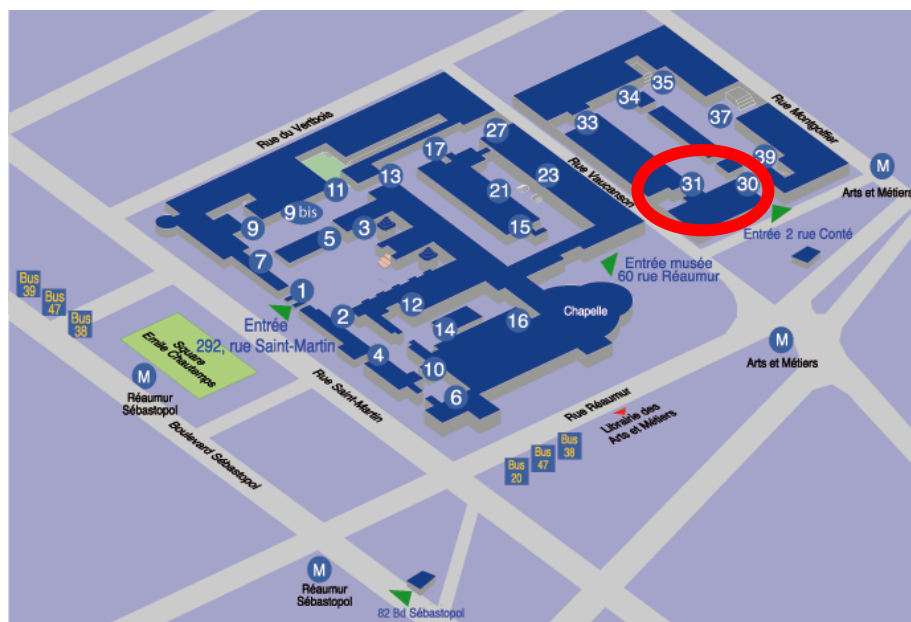 35
34
37
33
Rue Montgolfier
Rue du Vertbois
27
17
39
M
Arts et Métiers
13
Rue Vaucanson
23
21
31
30
11
9 bis
9
3
5
15
Entrée 2 rue Conté
7
Entrée musée
60 rue Réaumur
Bus
39
Bus
47
Bus
38
1
12
2
16
Chapelle
14
Entrée
292, rue Saint-Martin
M
Arts et Métiers
Square
Emile Chautemps
4
10
M
Réaumur
Sébastopol
6
Rue Saint-Martin
Rue Réaumur
Librairie des
Arts et Métiers
Boulevard Sébastopol
Bus
38
Bus
47
Bus
20
M
Réaumur
Sébastopol
82 Bd Sébastopol